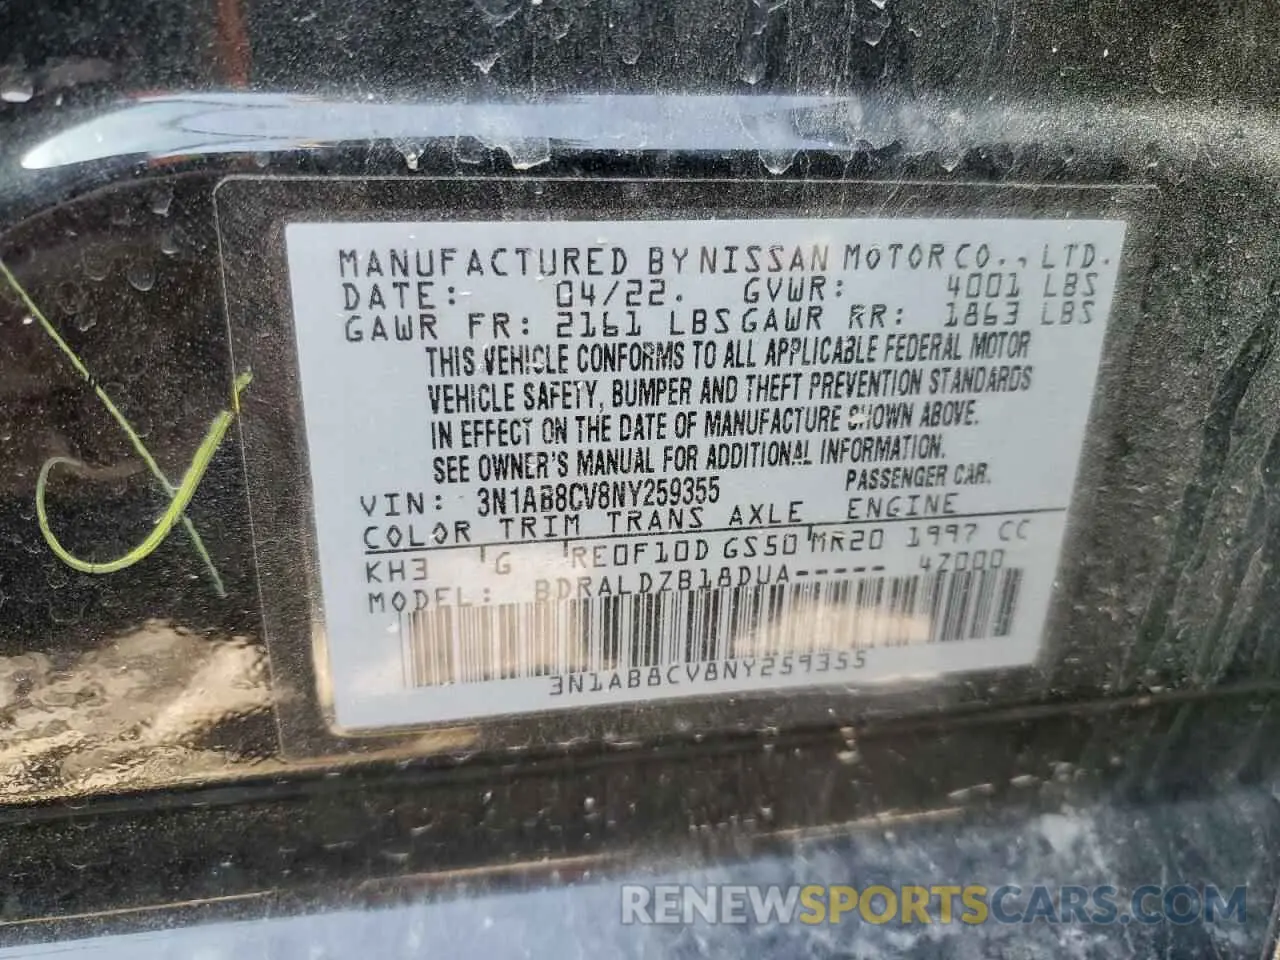 MANUFACTURED BY NISSAN MOTOR CO., LTD.
DATE: 04/22. GVWR: 4001 LBS
GAWR FR: 2161 LBS GAWR RR: 1863 LBS
THIS VEHICLE CONFORMS TO ALL APPLICABLE FEDERAL MOTOR
VEHICLE SAFETY, BUMPER AND THEFT PREVENTION STANDARDS
IN EFFECT ON THE DATE OF MANUFACTURE SHOWN ABOVE.
SEE OWNER'S MANUAL FOR ADDITIONAL INFORMATION.
VIN: 3N1AB8CV8NY259355 PASSENGER CAR.
COLOR TRIM TRANS AXLE ENGINE
KH3 G RE0F10D GS50 MR20 1997 CC
MODEL: BDRALDZB18DUA----- 4Z000
3N1AB8CV8NY259355
RENEWSPORTSCARS.COM